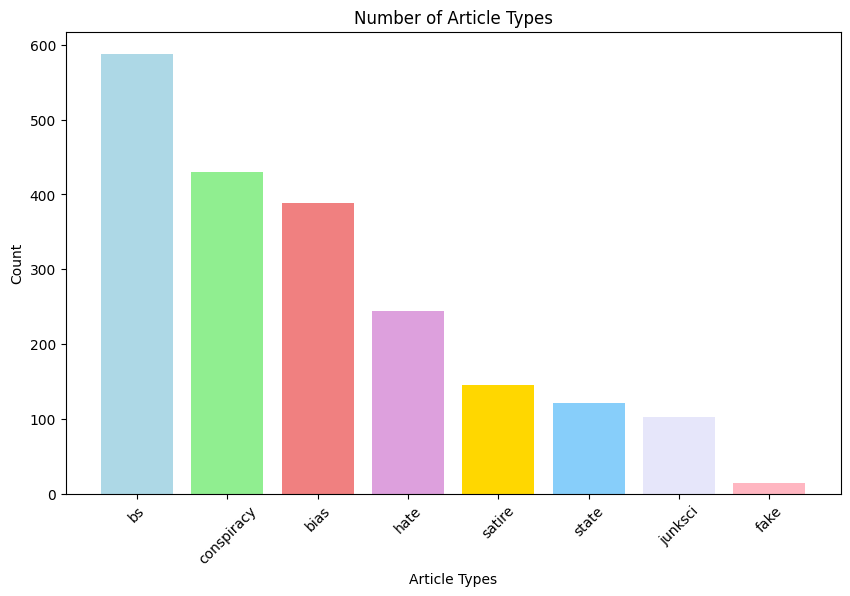 Number of Article Types
600
500
400
300
200
100
0
Count
bs
conspiracy
bias
hate
satire
state
junksci
fake
Article Types